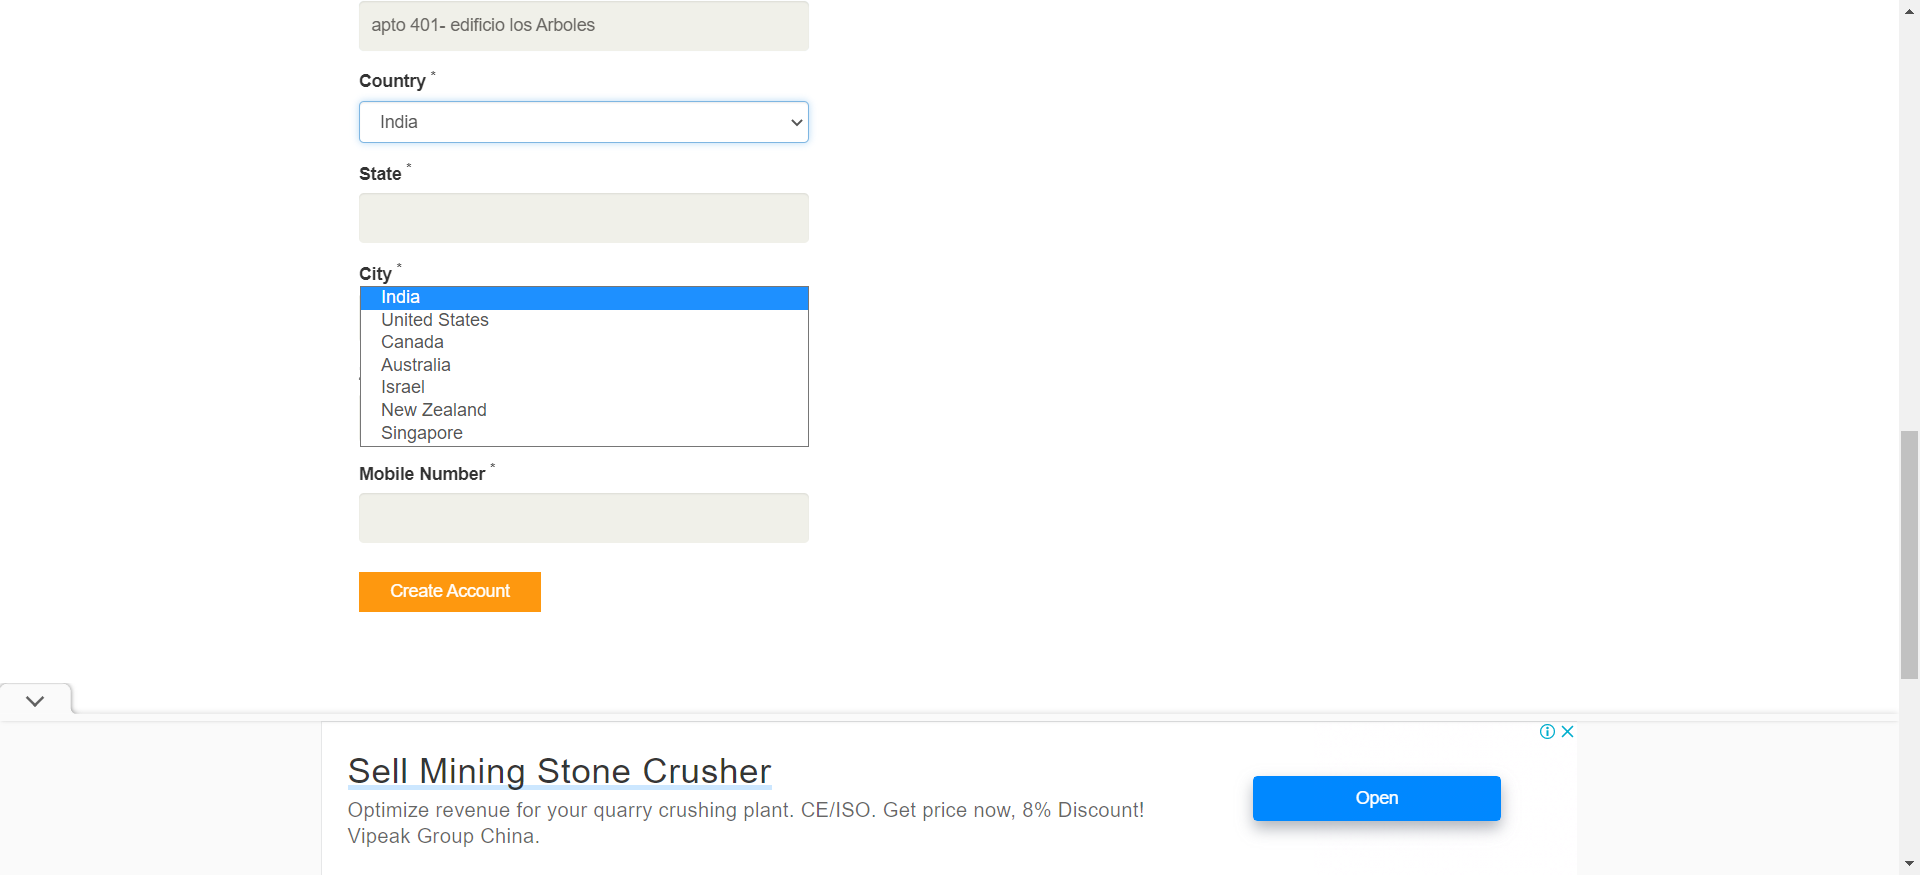 apto 401- edificio los Arboles
Country *
India
State *
City *
India
United States
Canada
Australia
Israel
New Zealand
Singapore
Mobile Number *
Create Account
Sell Mining Stone Crusher
Optimize revenue for your quarry crushing plant. CE/ISO. Get price now, 8% Discount!
Vipeak Group China.
Open